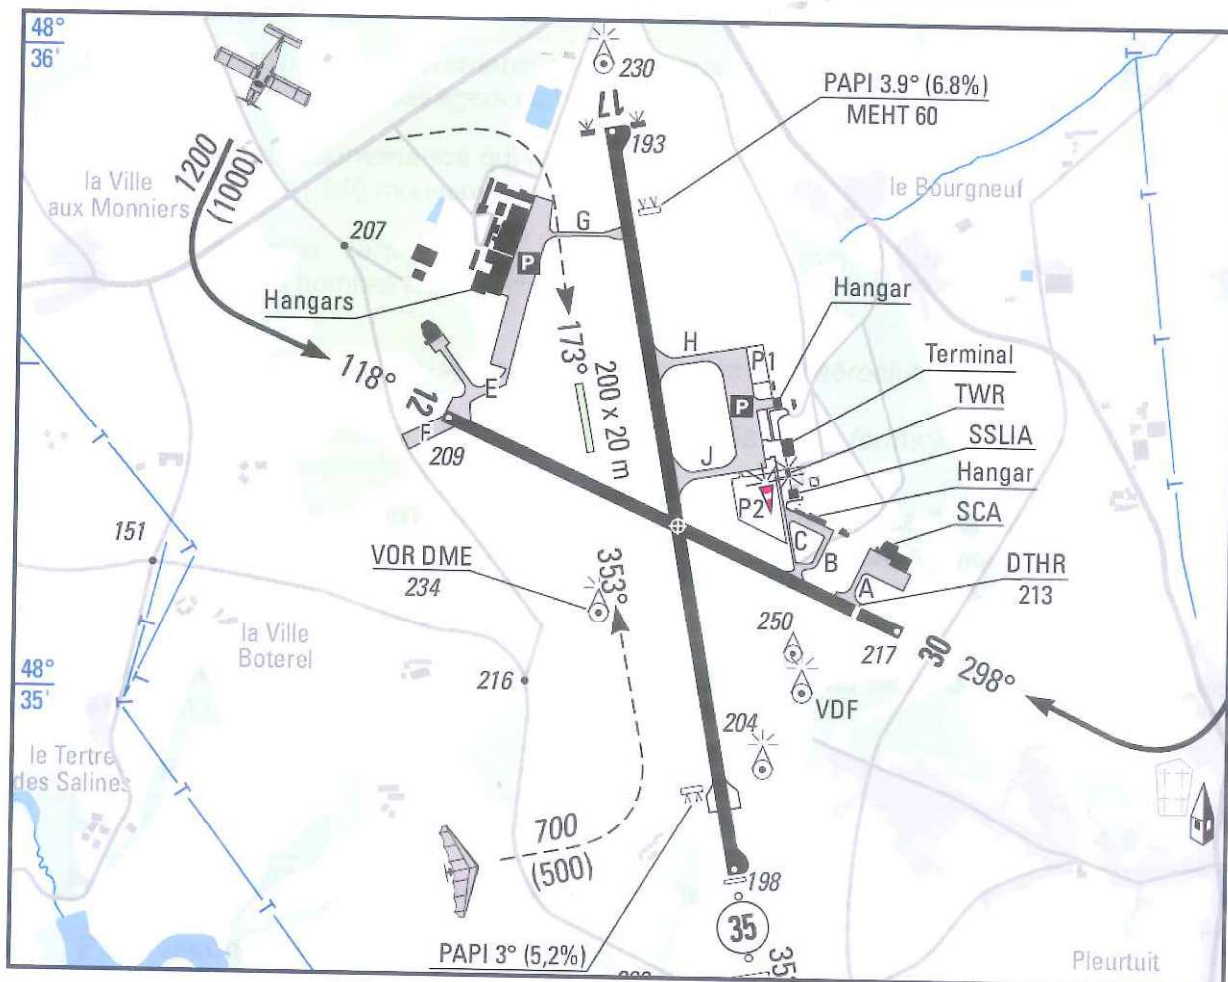 48°
36'
230
17
193
PAPI 3.9° (6.8%)
MEHT 60
1200
(1000)
la Ville
aux Monniers
le Bourgneuf
207
G
P
Hangars
Hangar
H
P1
Terminal
118°
173°
200 x 20 m
12
E
F
209
P
TWR
J
SSLIA
P2
Hangar
SCA
C
B
A
151
VOR DME
234
353°
DTHR
213
la Ville
Boterel
250
217
30
298°
48°
35'
216
VDF
204
le Tertre
des Salines
700
(500)
198
35
PAPI 3° (5,2%)
Pleurtuit
T
T
T
T
T
T
T
T
T
T